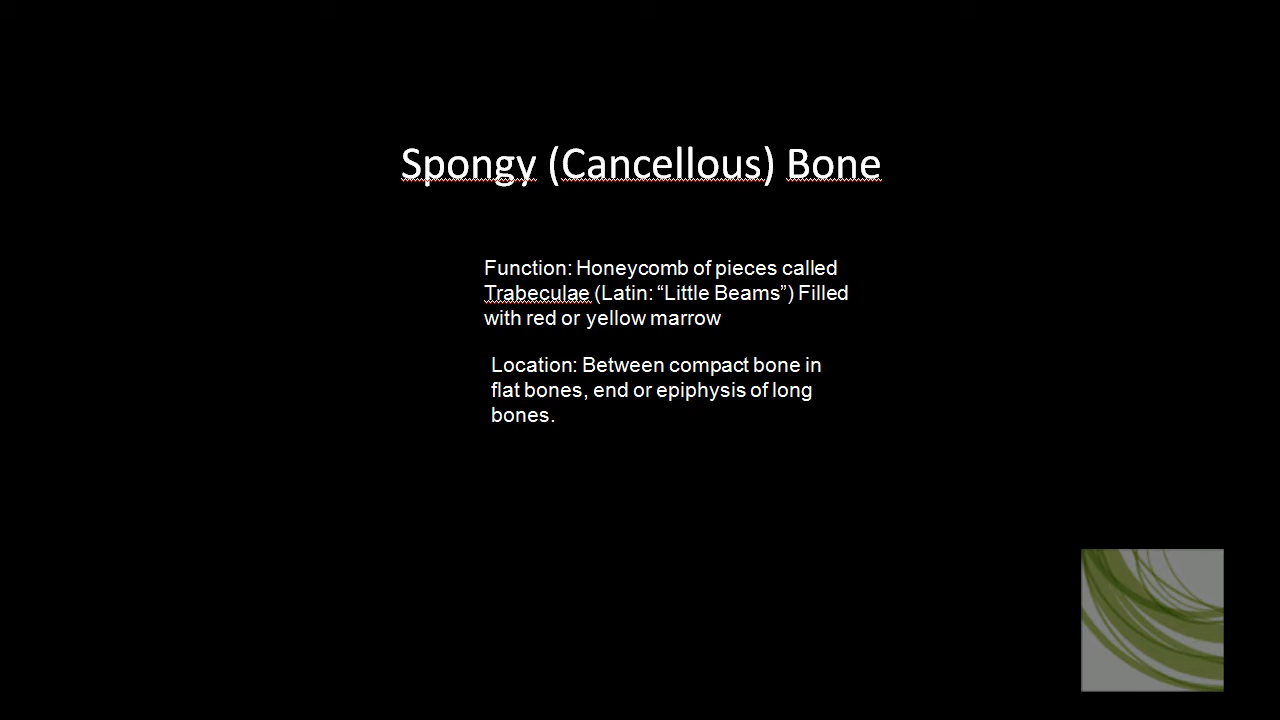 Spongy (Cancellous) Bone
Function: Honeycomb of pieces called
Trabeculae (Latin: “Little Beams”) Filled
with red or yellow marrow
Location: Between compact bone in
flat bones, end or epiphysis of long
bones.